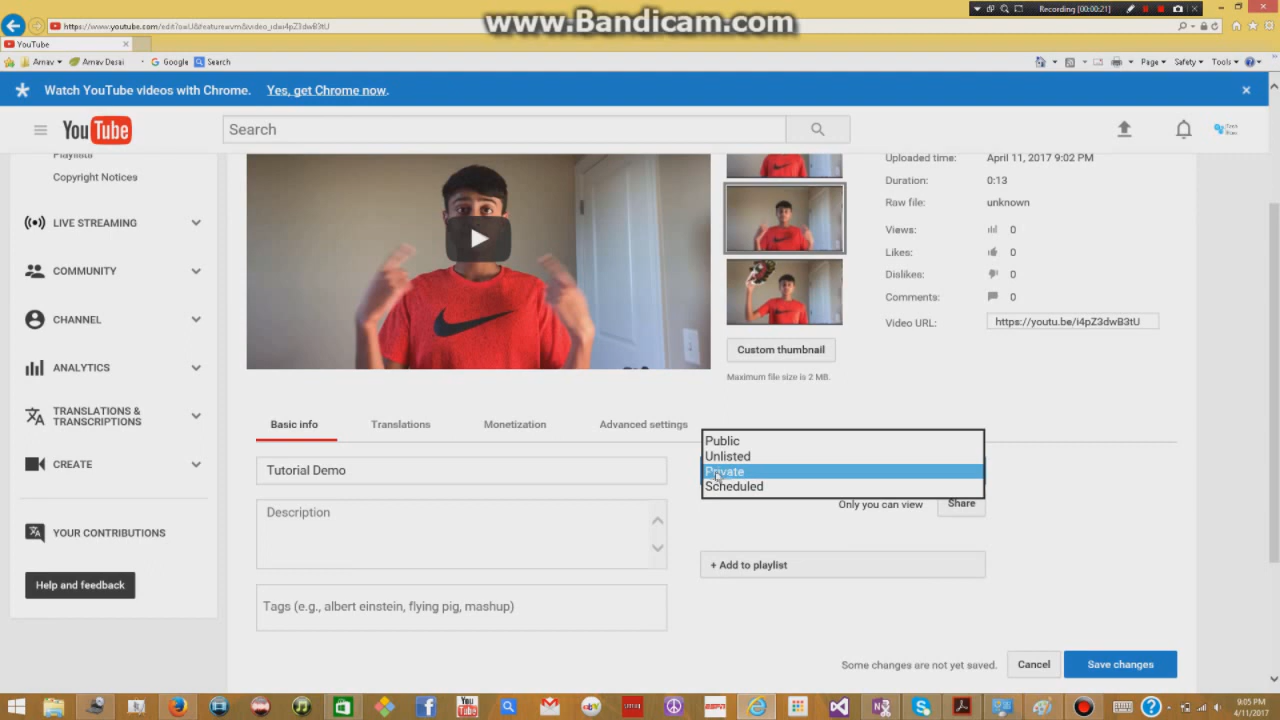 www.Bandicam.com
Recording [00:00:21]
YouTube
Arnav
Arnav Desai
Google
Search
Page
Safety
Tools
Watch YouTube videos with Chrome. Yes, get Chrome now.
YouTube
Search
Playlists
Copyright Notices
LIVE STREAMING
COMMUNITY
CHANNEL
ANALYTICS
TRANSLATIONS &
TRANSCRIPTIONS
CREATE
YOUR CONTRIBUTIONS
Help and feedback
Uploaded time: April 11, 2017 9:02 PM
Duration: 0:13
Raw file: unknown
Views: 0
Likes: 0
Dislikes: 0
Comments: 0
Video URL: https://youtu.be/i4pZ3dwB3tU
Custom thumbnail
Maximum file size is 2 MB.
Basic info Translations Monetization Advanced settings
Public
Unlisted
Private
Scheduled
Tutorial Demo
Description
Only you can view Share
+ Add to playlist
Tags (e.g., albert einstein, flying pig, mashup)
Some changes are not yet saved. Cancel Save changes
9:05 PM
4/11/2017